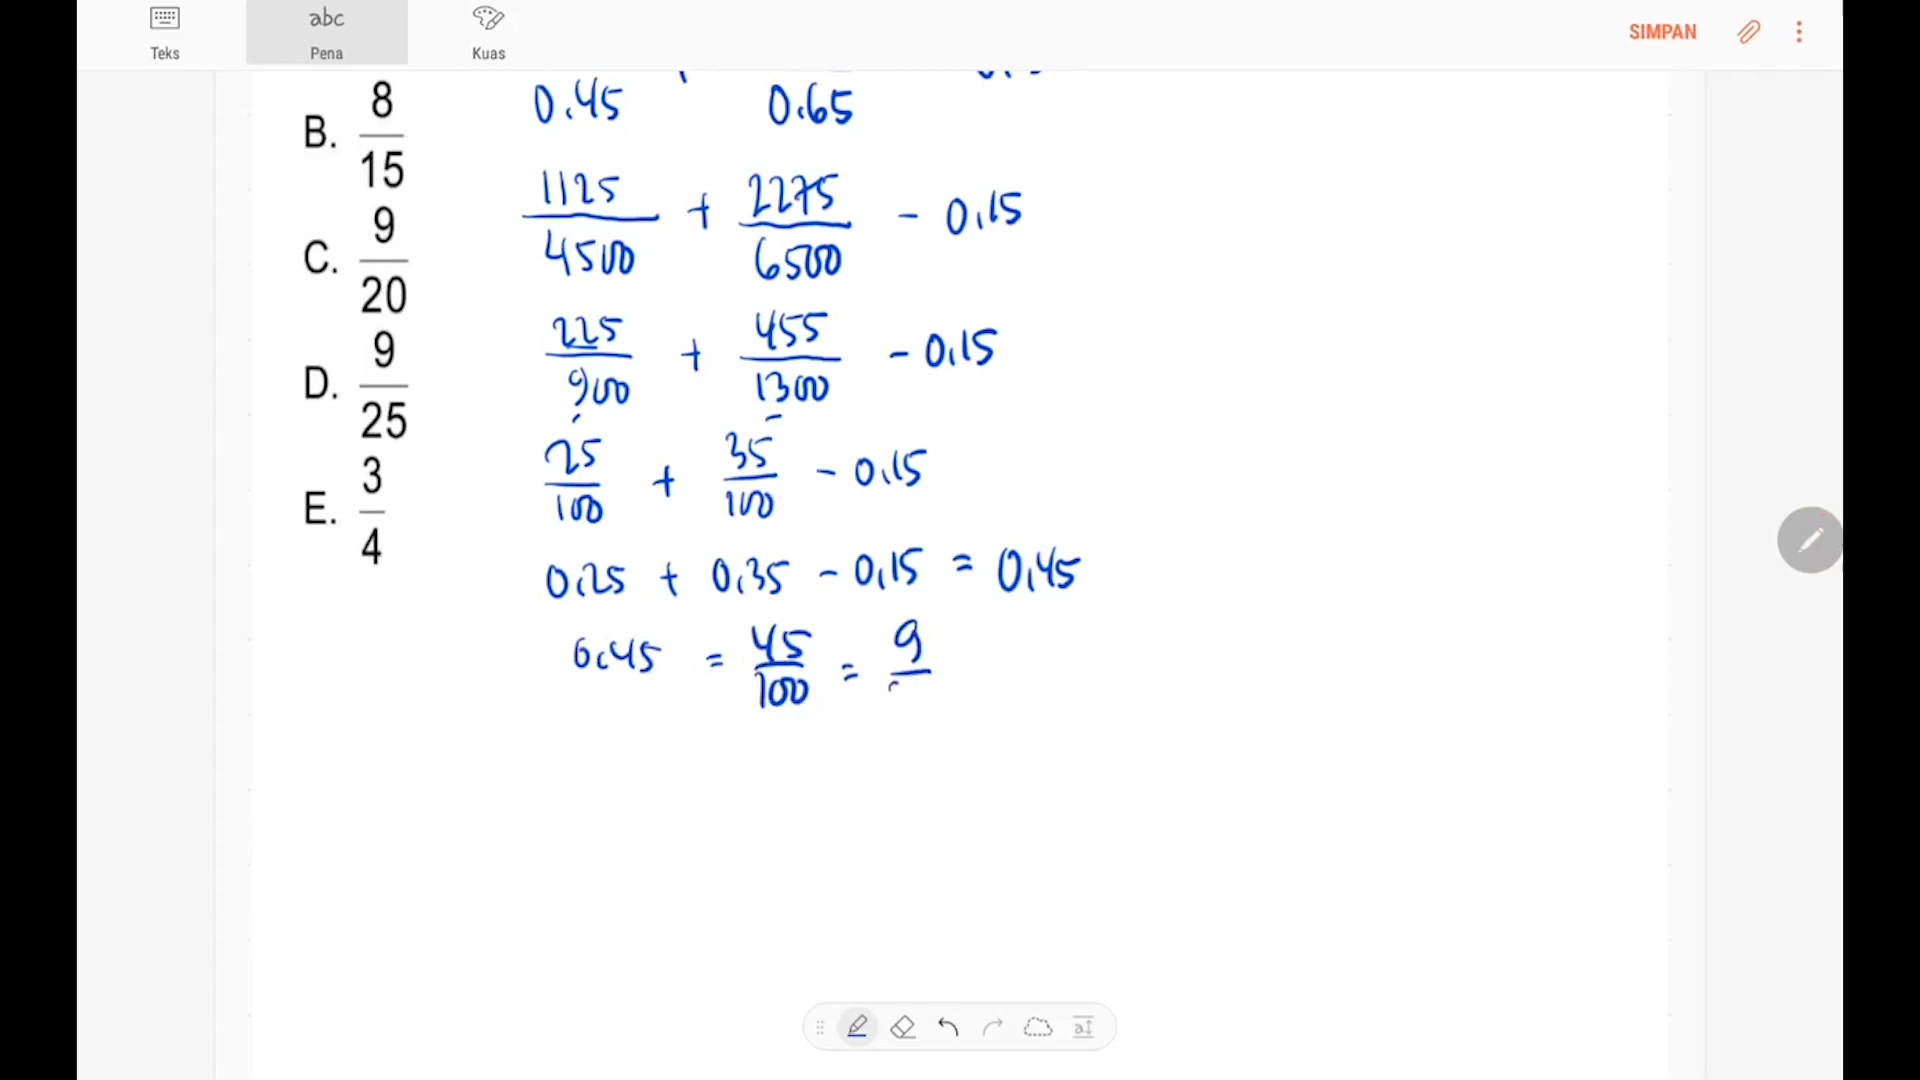 Teks
abc
Pena
Kuas
SIMPAN
B. 8/15
C. 9/20
D. 9/25
E. 3/4
0.45 0.65
1125/4500 + 2275/6500 - 0,15
225/900 + 455/1300 - 0,15
25/100 + 35/100 - 0,15
0,25 + 0,35 - 0,15 = 0,45
0,45 = 45/100 = 9/